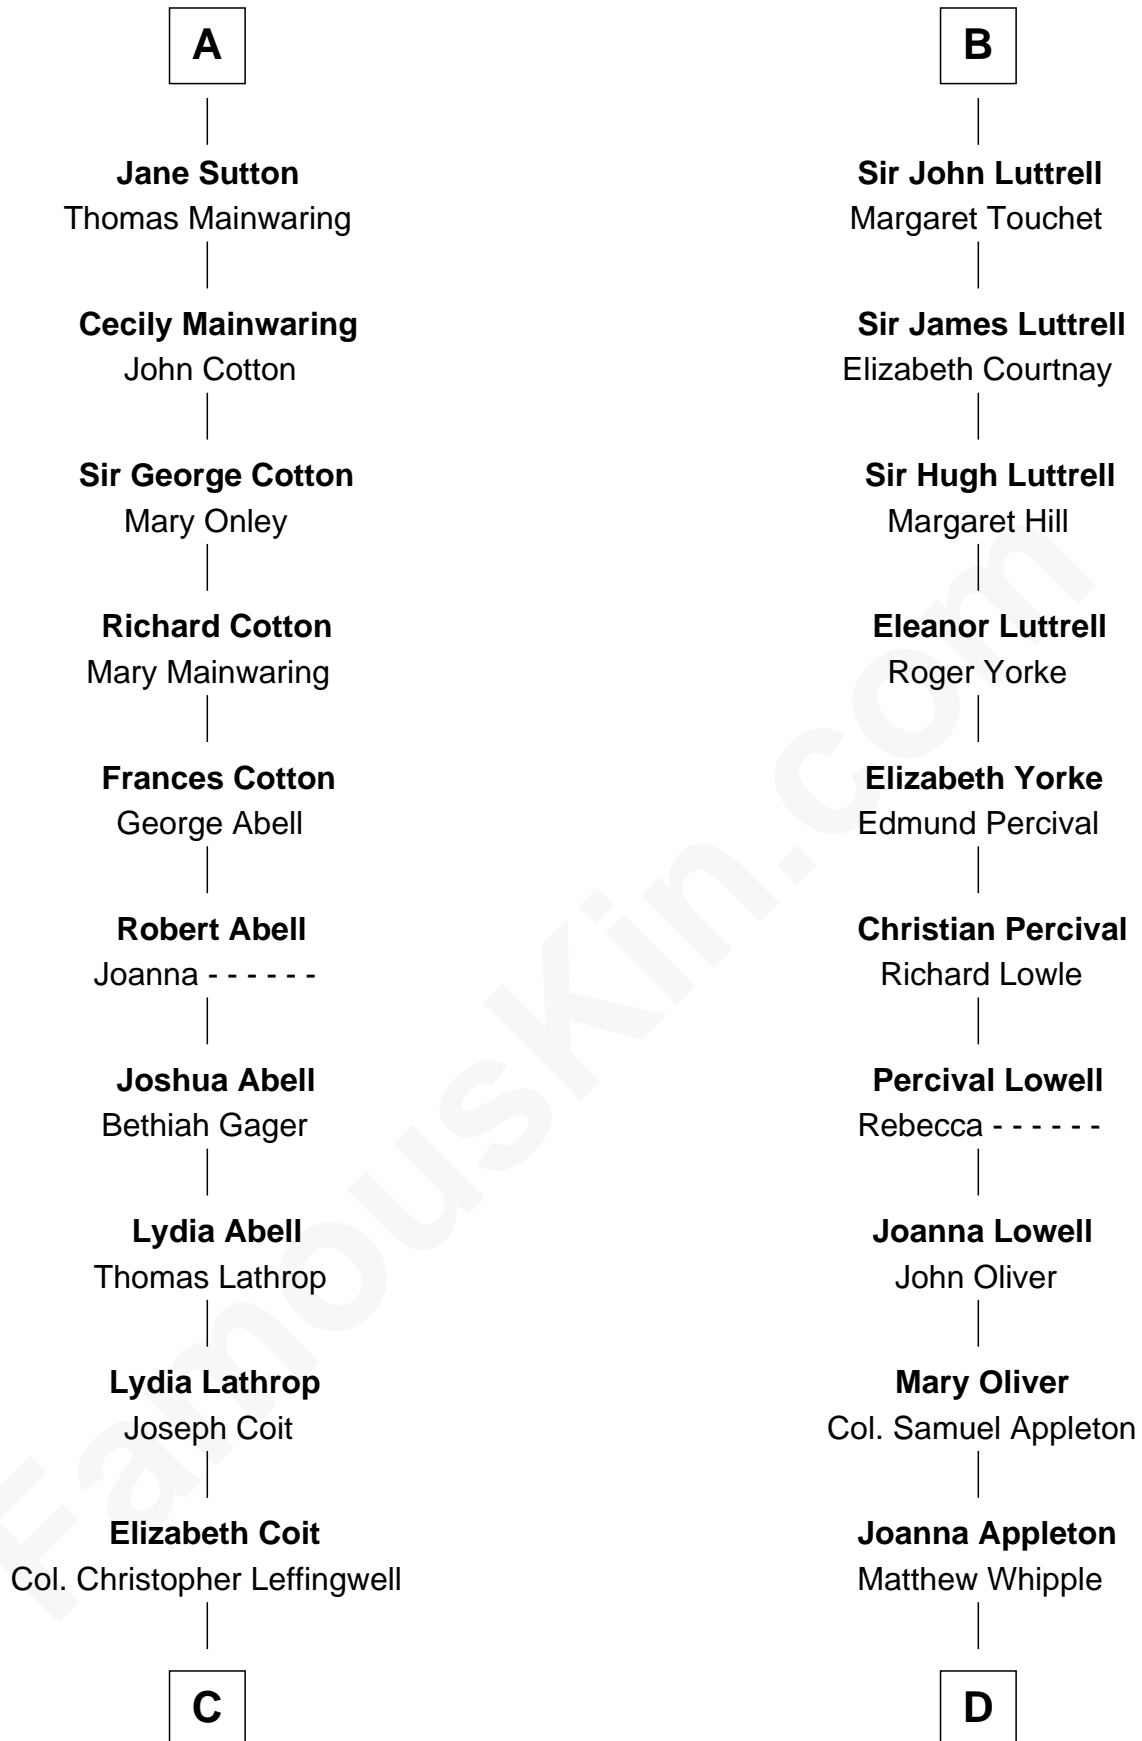 A
Jane Sutton
Thomas Mainwaring
Cecily Mainwaring
John Cotton
Sir George Cotton
Mary Onley
Richard Cotton
Mary Mainwaring
Frances Cotton
George Abell
Robert Abell
Joanna - - - - - -
Joshua Abell
Bethiah Gager
Lydia Abell
Thomas Lathrop
Lydia Lathrop
Joseph Coit
Elizabeth Coit
Col. Christopher Leffingwell
C
B
Sir John Luttrell
Margaret Touchet
Sir James Luttrell
Elizabeth Courtnay
Sir Hugh Luttrell
Margaret Hill
Eleanor Luttrell
Roger Yorke
Elizabeth Yorke
Edmund Percival
Christian Percival
Richard Lowle
Percival Lowell
Rebecca - - - - - -
Joanna Lowell
John Oliver
Mary Oliver
Col. Samuel Appleton
Joanna Appleton
Matthew Whipple
D
FamousKin.com